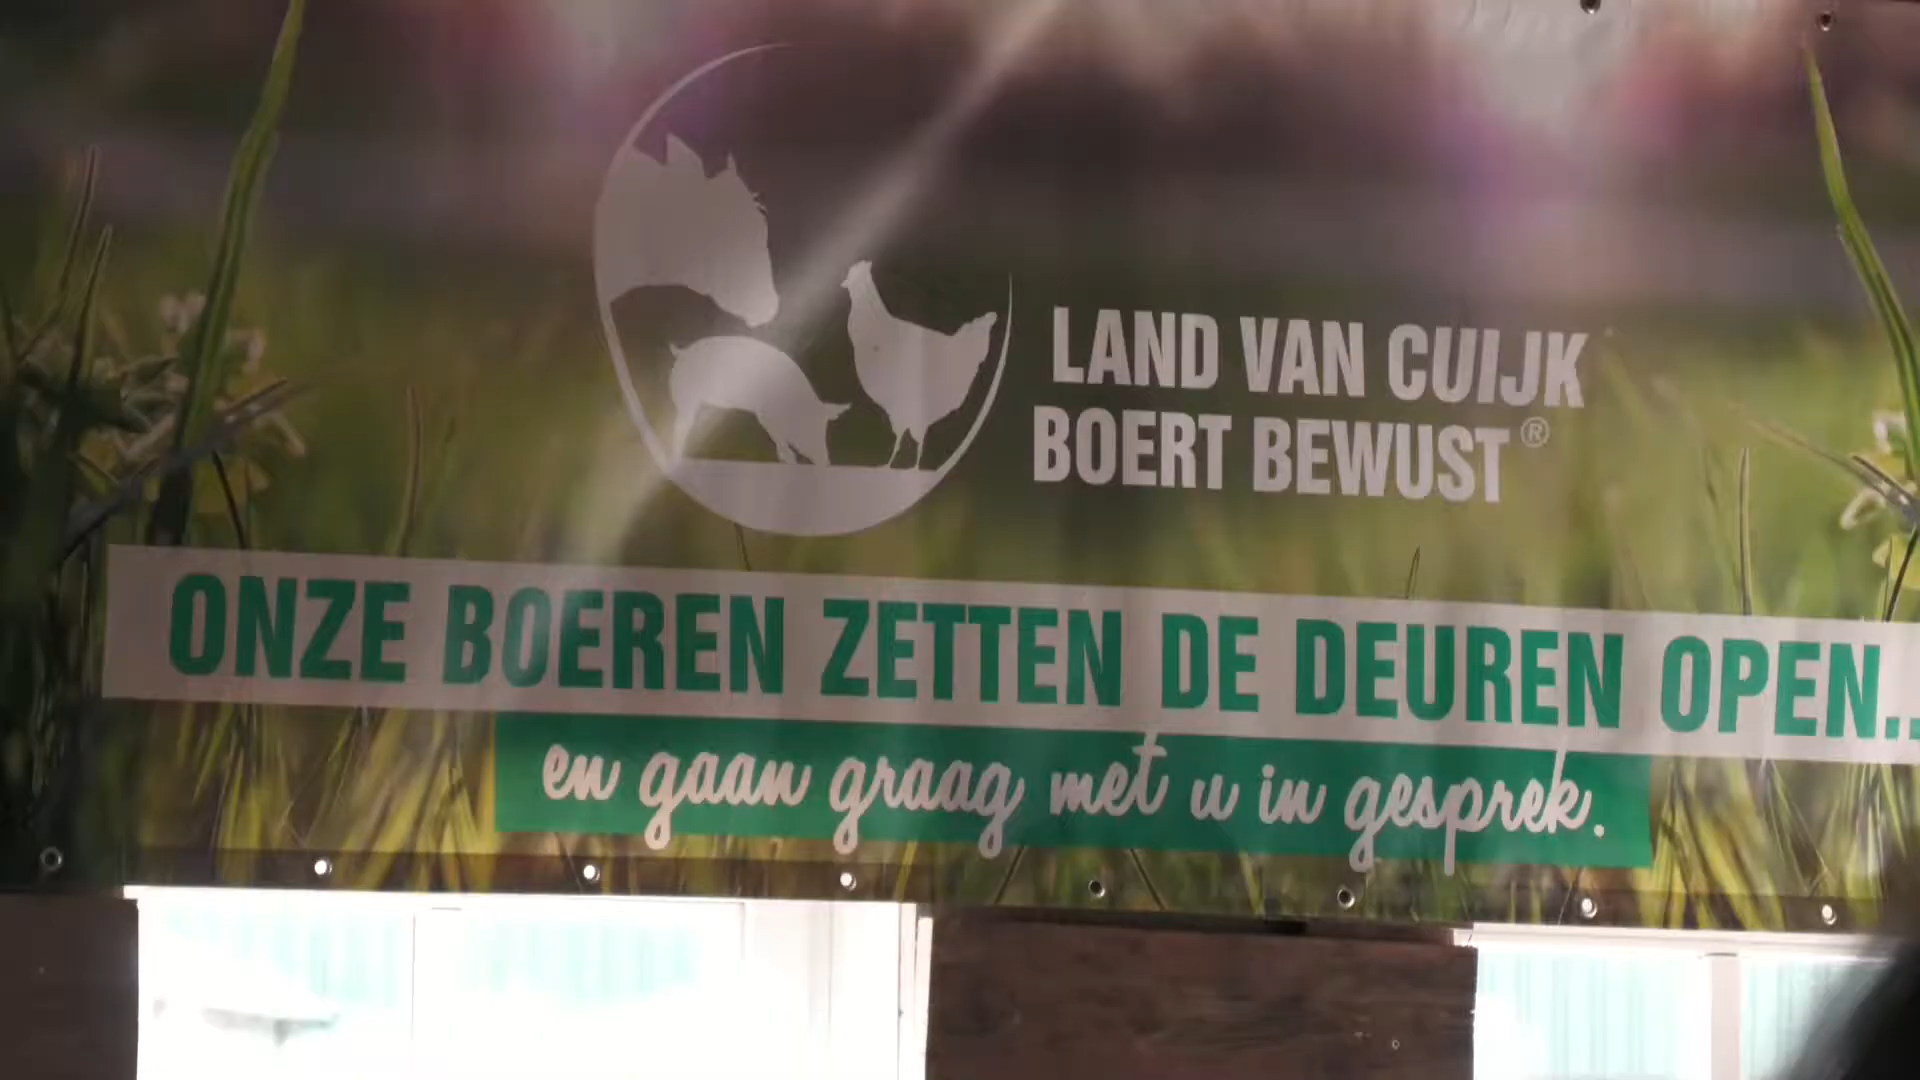 LAND VAN CUIJK
BOERT BEWUST®
ONZE BOEREN ZETTEN DE DEUREN OPEN..
en gaan graag met u in gesprek.